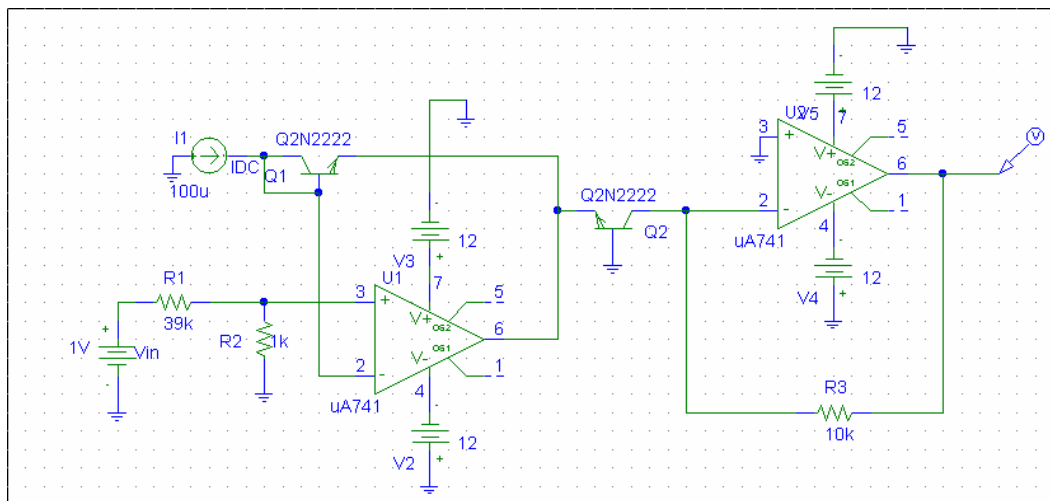 I1
IDC
100u
Q2N2222
Q1
R1
39k
R2
1k
1V
+
-
Vin
-
V3
12
+
U1
7
3
+
V+
OS2
5
6
OS1
1
2
-
V-
4
uA741
-
V2
12
+
Q2N2222
Q2
-
12
+
U2
V5
7
3
+
V+
OS2
5
6
OS1
1
2
-
V-
4
uA741
-
V4
12
+
V
R3
10k